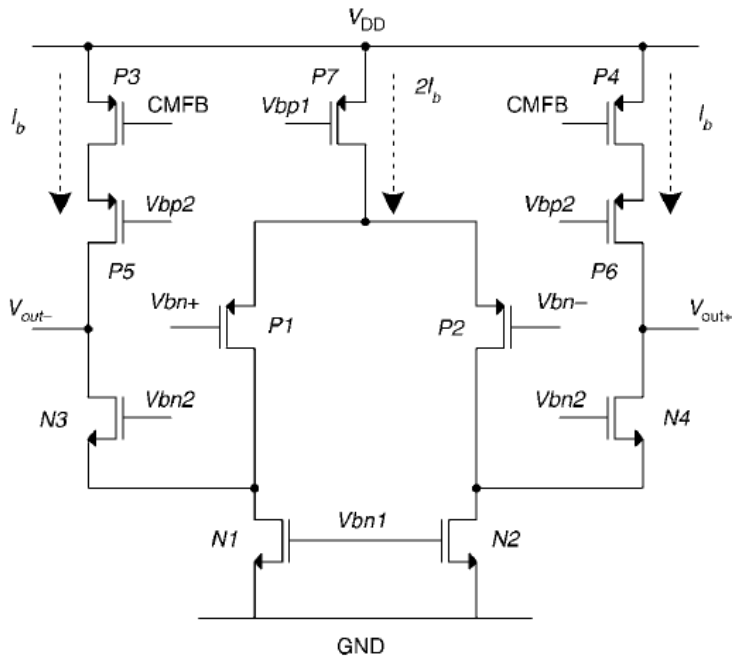 V_DD
P3 P7 P4
I_b CMFB Vbp1 2I_b CMFB I_b
Vbp2 Vbp2
P5 P6
V_out– Vbn+ P1 P2 Vbn– V_out+
N3 Vbn2 Vbn2 N4
N1 Vbn1 N2
GND